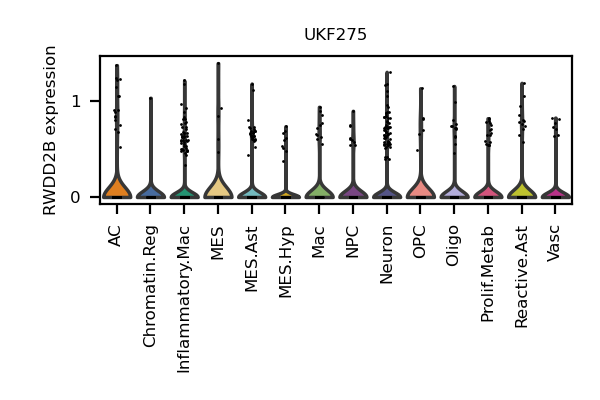 UKF275
RWDD2B expression
1
0
AC
Chromatin.Reg
Inflammatory.Mac
MES
MES.Ast
MES.Hyp
Mac
NPC
Neuron
OPC
Oligo
Prolif.Metab
Reactive.Ast
Vasc